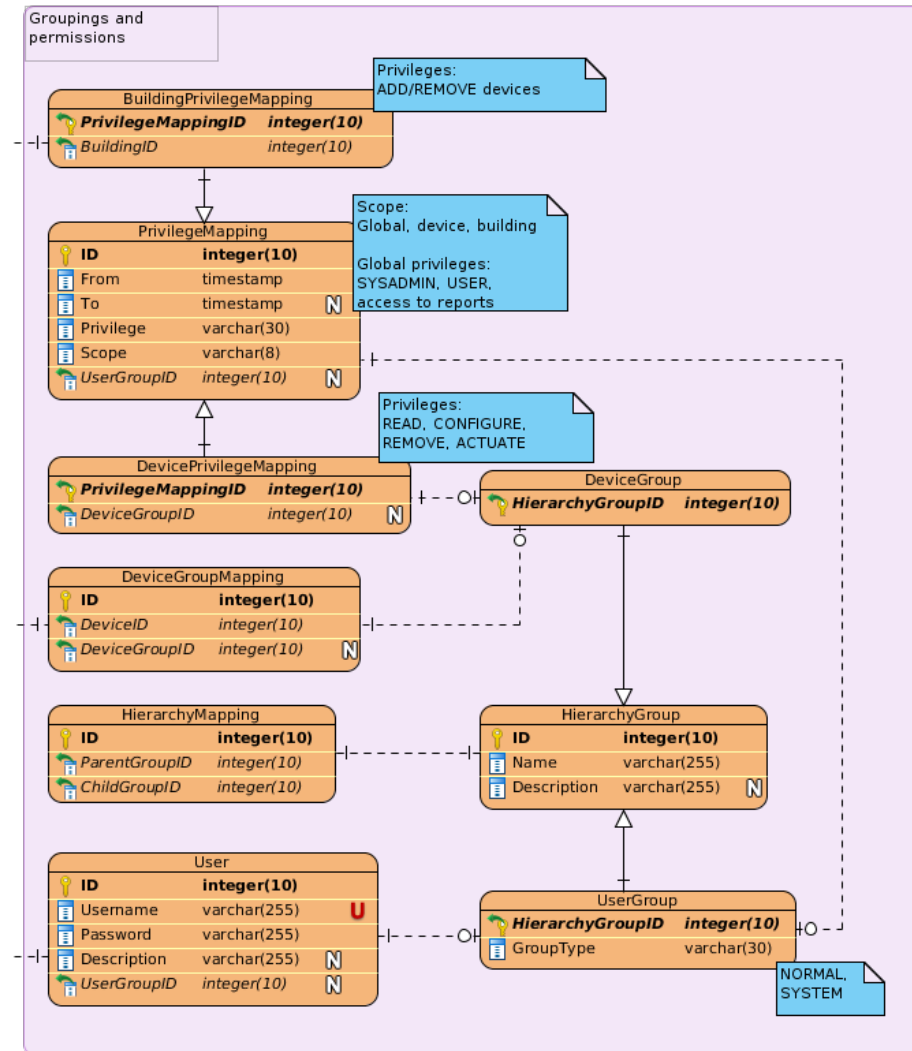 Groupings and
permissions
Privileges:
ADD/REMOVE devices
BuildingPrivilegeMapping
PrivilegeMappingID integer(10)
BuildingID integer(10)
Scope:
Global, device, building
Global privileges:
SYSADMIN, USER,
access to reports
PrivilegeMapping
ID integer(10)
From timestamp
To timestamp N
Privilege varchar(30)
Scope varchar(8)
UserGroupID integer(10) N
Privileges:
READ, CONFIGURE,
REMOVE, ACTUATE
DevicePrivilegeMapping
PrivilegeMappingID integer(10)
DeviceGroupID integer(10) N
DeviceGroup
HierarchyGroupID integer(10)
DeviceGroupMapping
ID integer(10)
DeviceID integer(10)
DeviceGroupID integer(10) N
HierarchyMapping
ID integer(10)
ParentGroupID integer(10)
ChildGroupID integer(10)
HierarchyGroup
ID integer(10)
Name varchar(255)
Description varchar(255) N
User
ID integer(10)
Username varchar(255) U
Password varchar(255)
Description varchar(255) N
UserGroupID integer(10) N
UserGroup
HierarchyGroupID integer(10)
GroupType varchar(30)
NORMAL,
SYSTEM